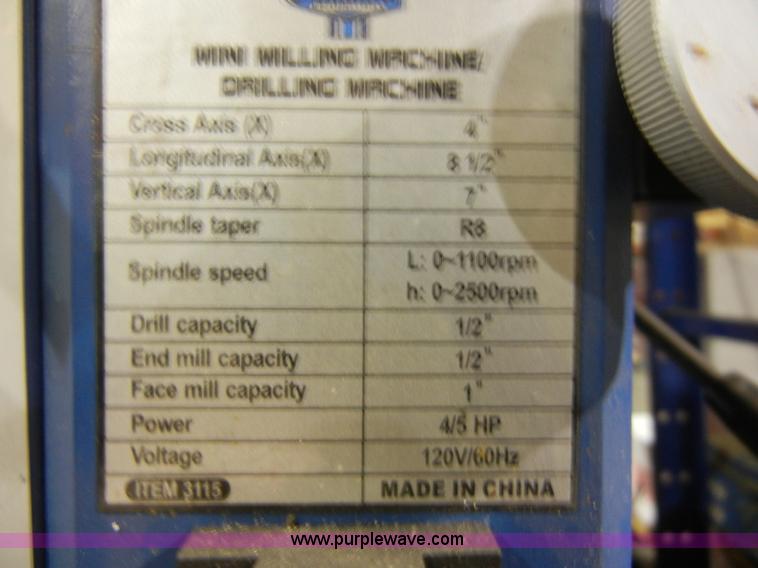 MINI MILLING MACHINE/
DRILLING MACHINE
Cross Axis (X) 4"
Longitudinal Axis(X) 8 1/2"
Vertical Axis(X) 7"
Spindle taper R8
Spindle speed L: 0~1100rpm
h: 0~2500rpm
Drill capacity 1/2"
End mill capacity 1/2"
Face mill capacity 1"
Power 4/5 HP
Voltage 120V/60Hz
ITEM 3115 MADE IN CHINA
www.purplewave.com